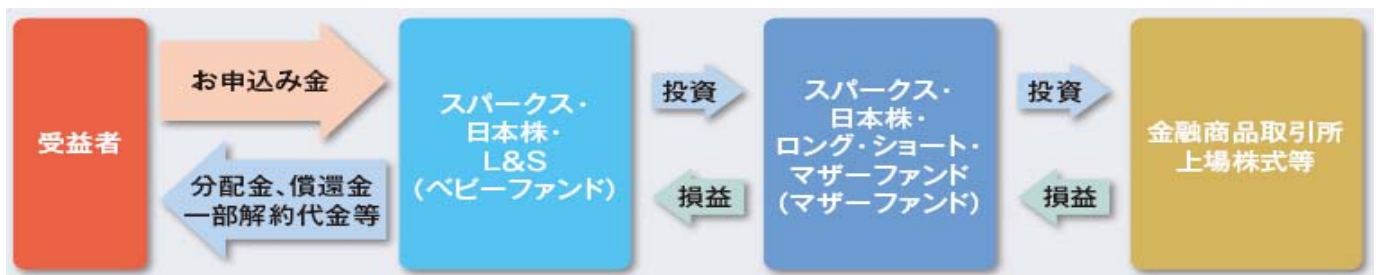 受益者
お申込み金
分配金、償還金
一部解約代金等
スパークス・
日本株・
L&S
(ベビーファンド)
投資
損益
スパークス・
日本株・
ロング・ショート・
マザーファンド
(マザーファンド)
投資
損益
金融商品取引所
上場株式等